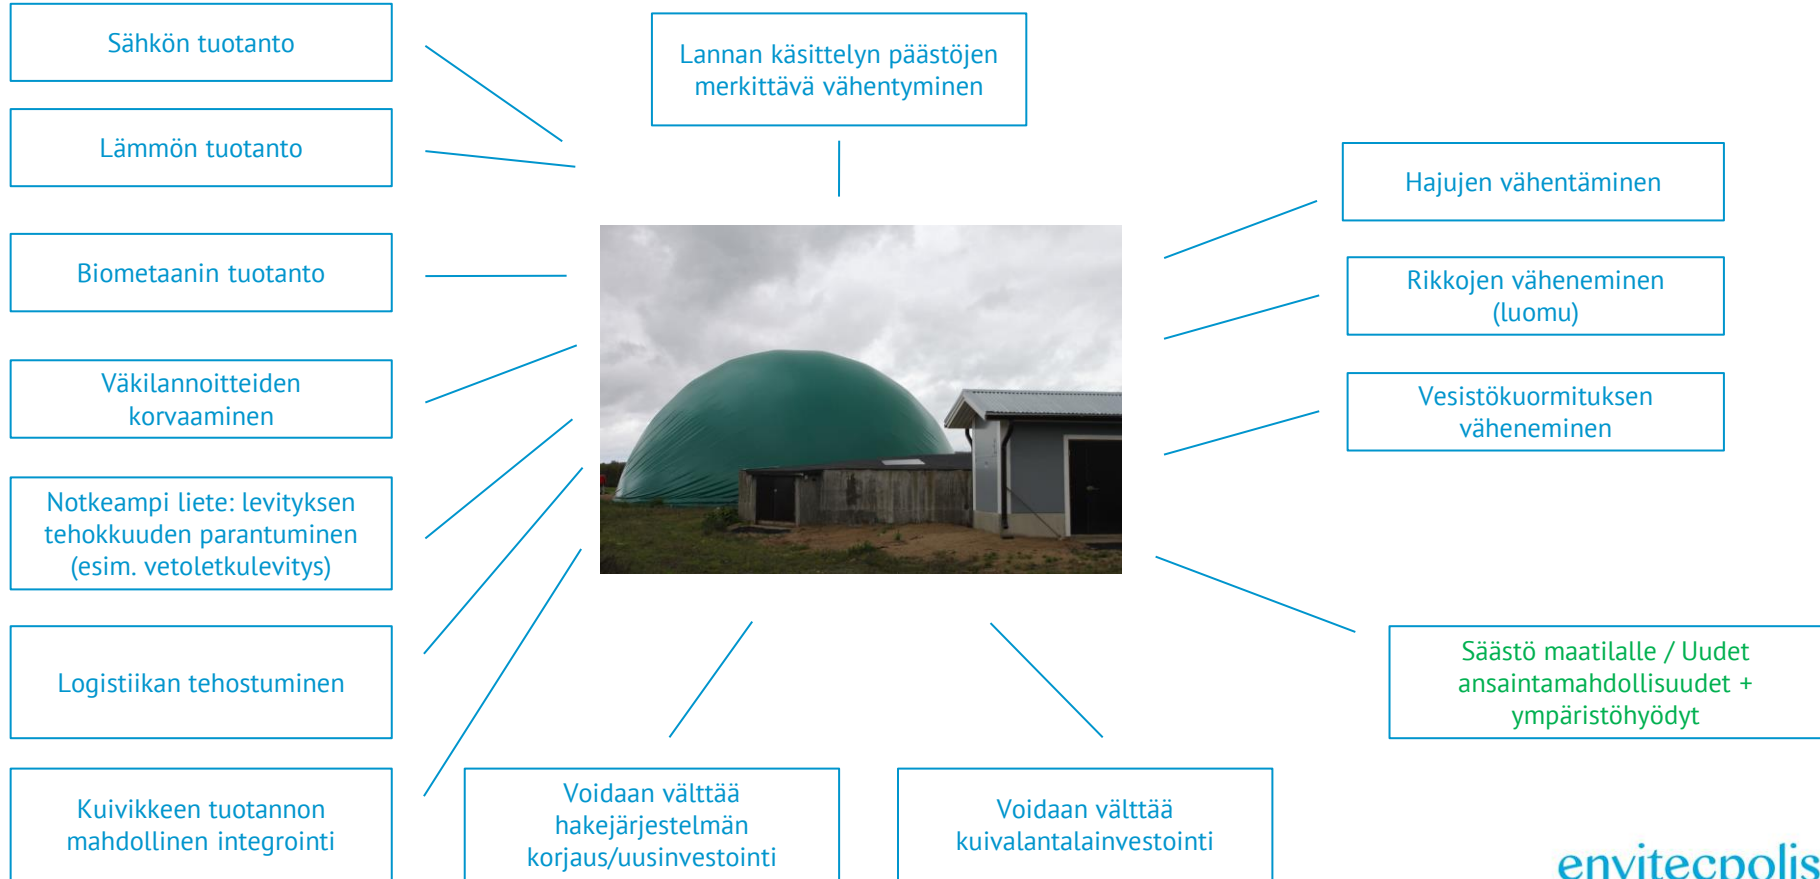 Sähkön tuotanto
Lannan käsittelyn päästöjen
merkittävä vähentyminen
Lämmön tuotanto
Hajujen vähentäminen
Biometaanin tuotanto
Rikkojen väheneminen
(luomu)
Väkilannoitteiden
korvaaminen
Vesistökuormituksen
väheneminen
Notkeampi liete: levityksen
tehokkuuden parantuminen
(esim. vetoletkulevitys)
Logistiikan tehostuminen
Säästö maatilalle / Uudet
ansaintamahdollisuudet +
ympäristöhyödyt
Kuivikkeen tuotannon
mahdollinen integrointi
Voidaan välttää
hakejärjestelmän
korjaus/uusinvestointi
Voidaan välttää
kuivalantalainvestointi
envitecpolis